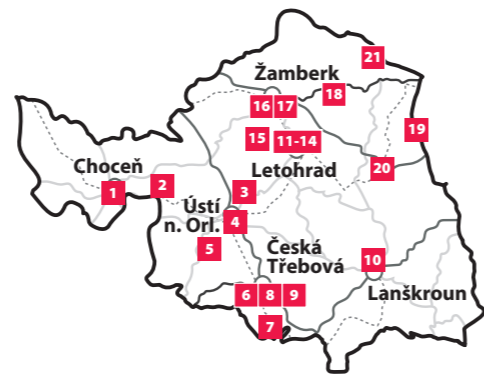 21
Žamberk
18
16 17
19
15 11-14
Choceň
Letohrad
20
1
2
3
Ústí
n. Orl.
4
5
Česká
Třebová
10
Lanškroun
6 8 9
7